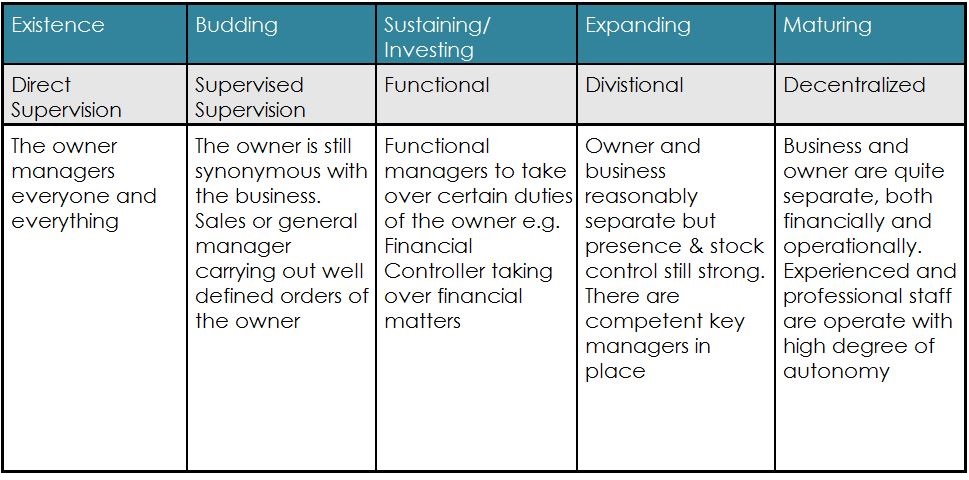 Existence
Budding
Sustaining/
Investing
Expanding
Maturing
Direct
Supervision
Supervised
Supervision
Functional
Divistional
Decentralized
The owner
managers
everyone and
everything
The owner is still
synonymous with
the business.
Sales or general
manager
carrying out well
defined orders of
the owner
Functional
managers to take
over certain duties
of the owner e.g.
Financial
Controller taking
over financial
matters
Owner and
business
reasonably
separate but
presence & stock
control still strong.
There are
competent key
managers in
place
Business and
owner are quite
separate, both
financially and
operationally.
Experienced and
professional staff
are operate with
high degree of
autonomy